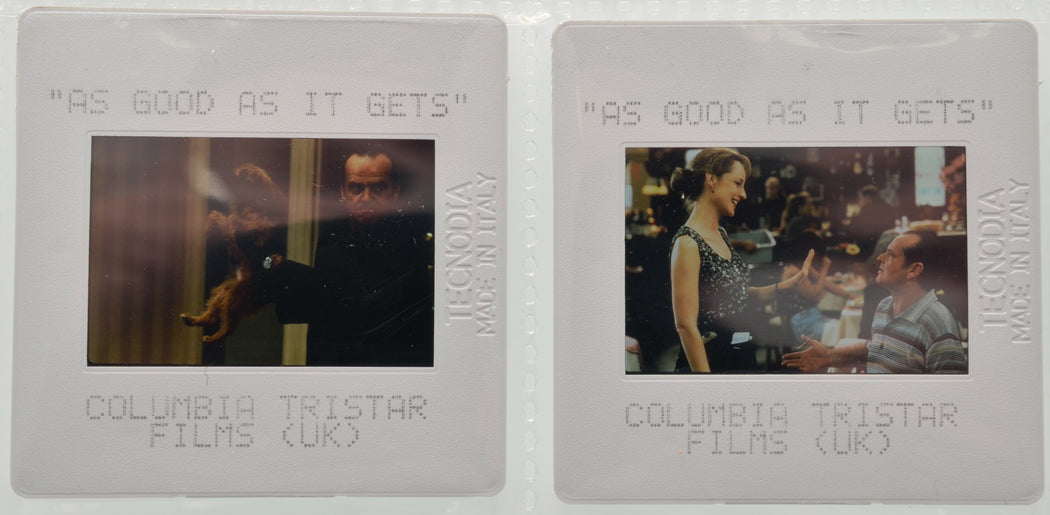 "AS GOOD AS IT GETS"
TECNODIA
MADE IN ITALY
COLUMBIA TRISTAR
FILMS (UK)
"AS GOOD AS IT GETS"
TECNODIA
MADE IN ITALY
COLUMBIA TRISTAR
FILMS (UK)